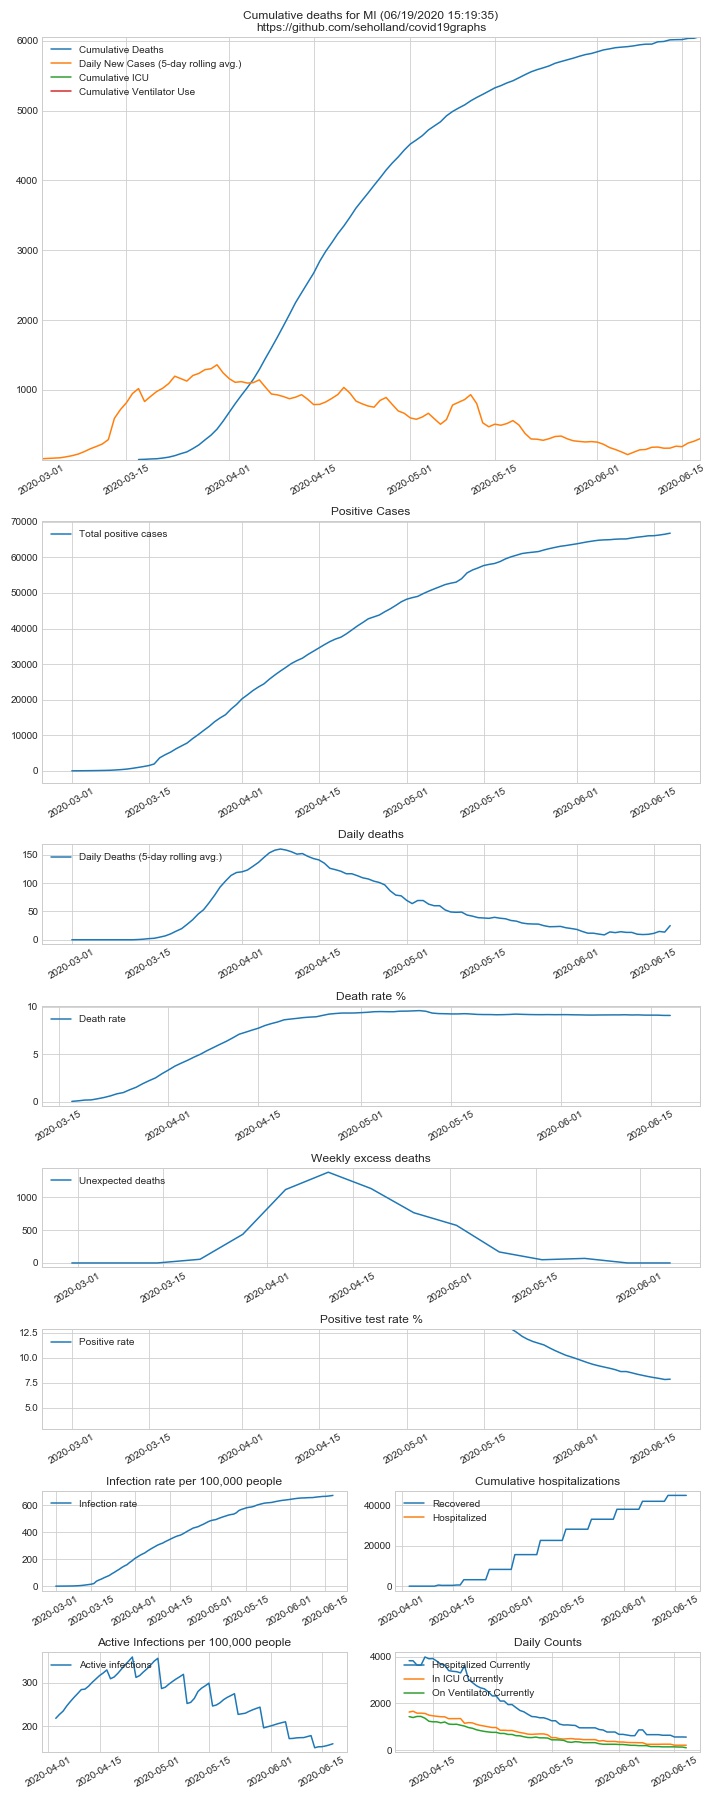 Cumulative deaths for MI (06/19/2020 15:19:35)
https://github.com/seholland/covid19graphs
Cumulative Deaths
Daily New Cases (5-day rolling avg.)
Cumulative ICU
Cumulative Ventilator Use
6000
5000
4000
3000
2000
1000
2020-03-01 2020-03-15 2020-04-01 2020-04-15 2020-05-01 2020-05-15 2020-06-01 2020-06-15
Positive Cases
Total positive cases
70000
60000
50000
40000
30000
20000
10000
0
2020-03-01 2020-03-15 2020-04-01 2020-04-15 2020-05-01 2020-05-15 2020-06-01 2020-06-15
Daily deaths
Daily Deaths (5-day rolling avg.)
150
100
50
0
2020-03-01 2020-03-15 2020-04-01 2020-04-15 2020-05-01 2020-05-15 2020-06-01 2020-06-15
Death rate %
Death rate
10
5
0
2020-03-15 2020-04-01 2020-04-15 2020-05-01 2020-05-15 2020-06-01 2020-06-15
Weekly excess deaths
Unexpected deaths
1000
500
0
2020-03-01 2020-03-15 2020-04-01 2020-04-15 2020-05-01 2020-05-15 2020-06-01
Positive test rate %
Positive rate
12.5
10.0
7.5
5.0
2020-03-01 2020-03-15 2020-04-01 2020-04-15 2020-05-01 2020-05-15 2020-06-01 2020-06-15
Infection rate per 100,000 people
Infection rate
600
400
200
0
2020-03-01 2020-03-15 2020-04-01 2020-04-15 2020-05-01 2020-05-15 2020-06-01 2020-06-15
Cumulative hospitalizations
Recovered
Hospitalized
40000
20000
0
2020-04-01 2020-04-15 2020-05-01 2020-05-15 2020-06-01 2020-06-15
Active Infections per 100,000 people
Active infections
300
200
2020-04-01 2020-04-15 2020-05-01 2020-05-15 2020-06-01 2020-06-15
Daily Counts
Hospitalized Currently
In ICU Currently
On Ventilator Currently
4000
2000
0
2020-04-15 2020-05-01 2020-05-15 2020-06-01 2020-06-15